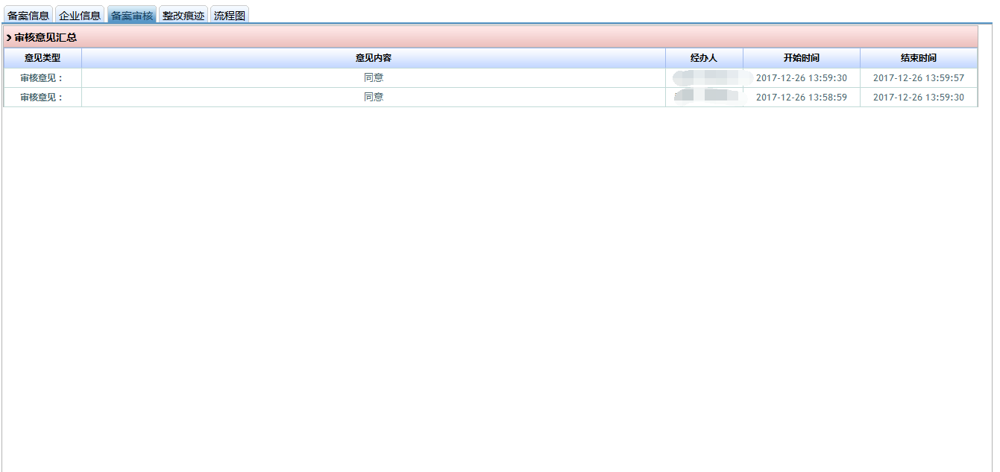 备案信息 企业信息 备案审核 整改痕迹 流程图
审核意见汇总
意见类型 意见内容 经办人 开始时间 结束时间
审核意见： 同意 2017-12-26 13:59:30 2017-12-26 13:59:57
审核意见： 同意 2017-12-26 13:58:59 2017-12-26 13:59:30